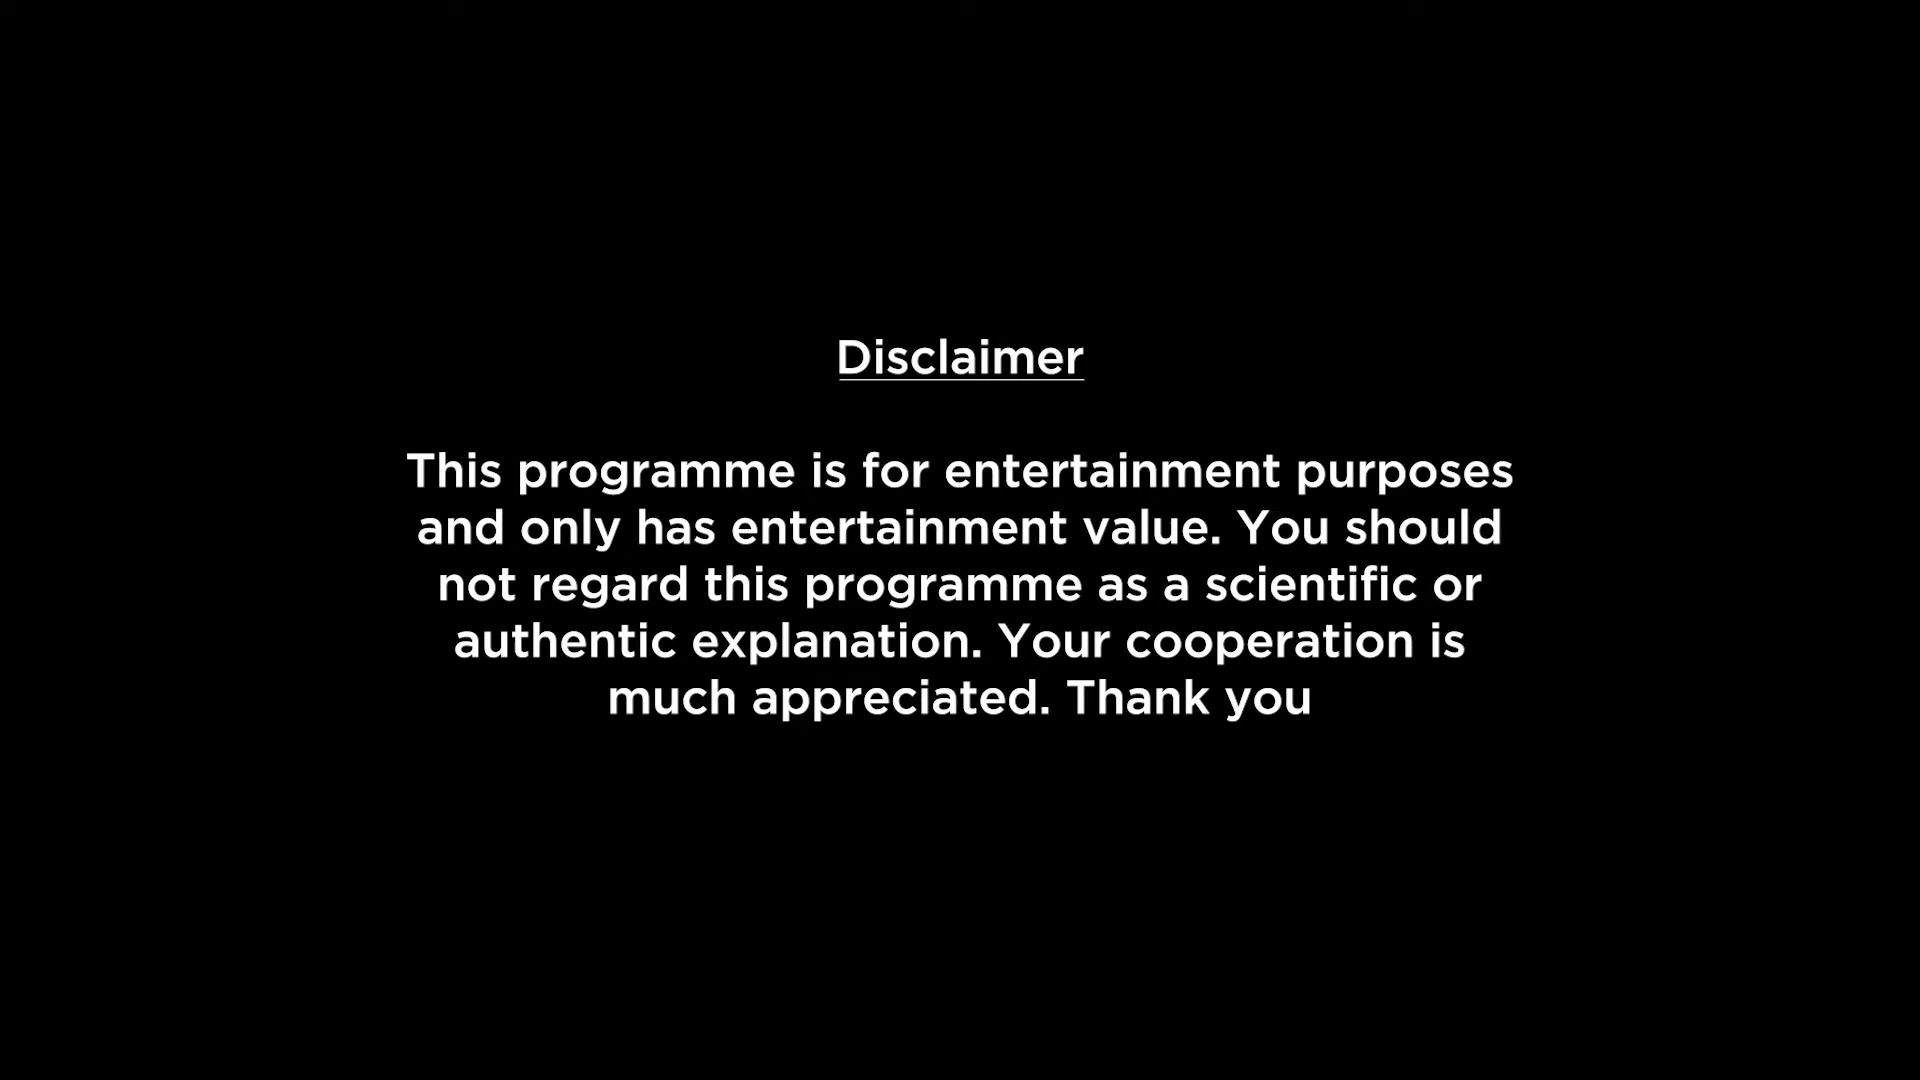 Disclaimer
This programme is for entertainment purposes
and only has entertainment value. You should
not regard this programme as a scientific or
authentic explanation. Your cooperation is
much appreciated. Thank you